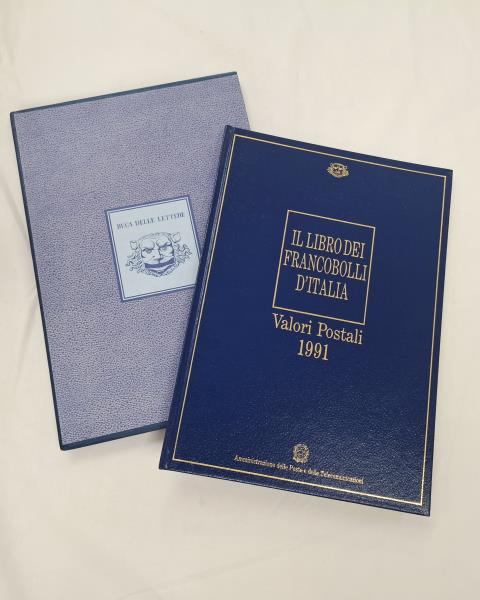 BUCA DELLE LETTERE
IL LIBRO DEI
FRANCOBOLLI
D'ITALIA
Valori Postali
1991
Amministrazione delle Poste e delle Telecomunicazioni